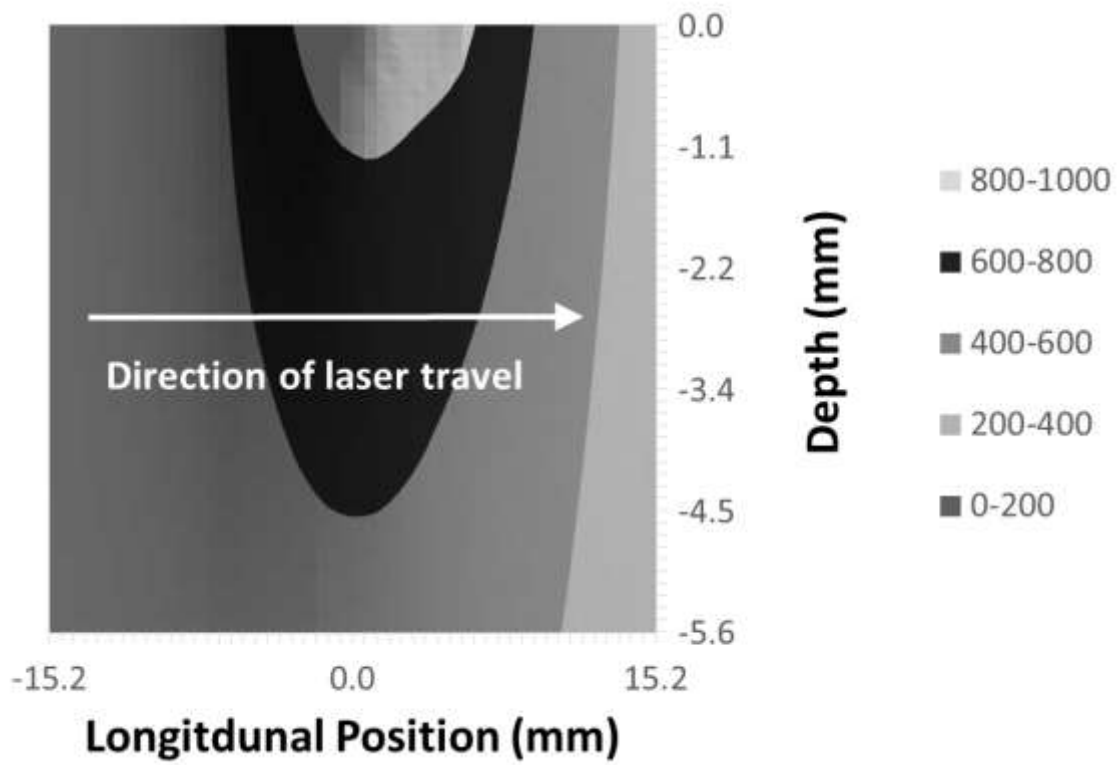 0.0
-1.1
-2.2
-3.4
-4.5
-5.6
Depth (mm)
800-1000
600-800
400-600
200-400
0-200
Direction of laser travel
-15.2 0.0 15.2
Longitdunal Position (mm)